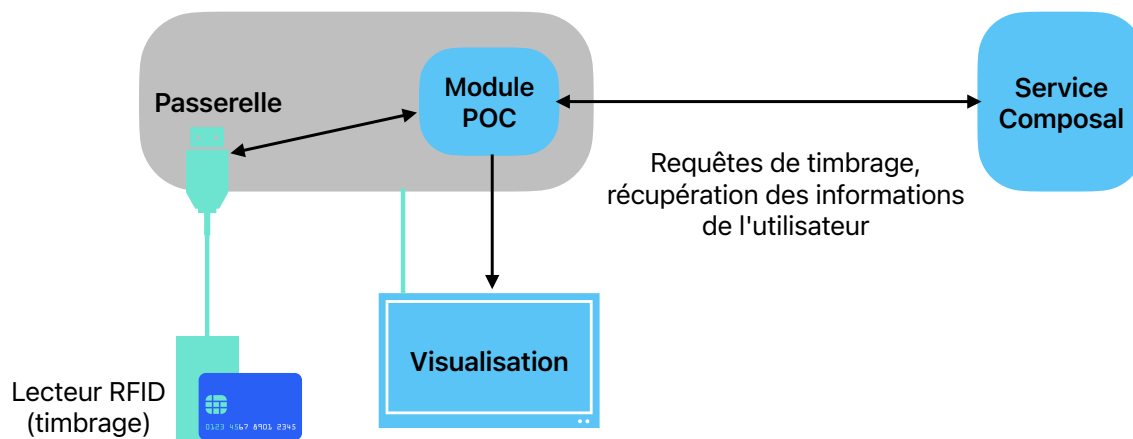 Passerelle
Module
POC
Service
Composal
Requêtes de timbrage,
récupération des informations
de l'utilisateur
Visualisation
Lecteur RFID
(timbrage)
0123 4567 8901 2345